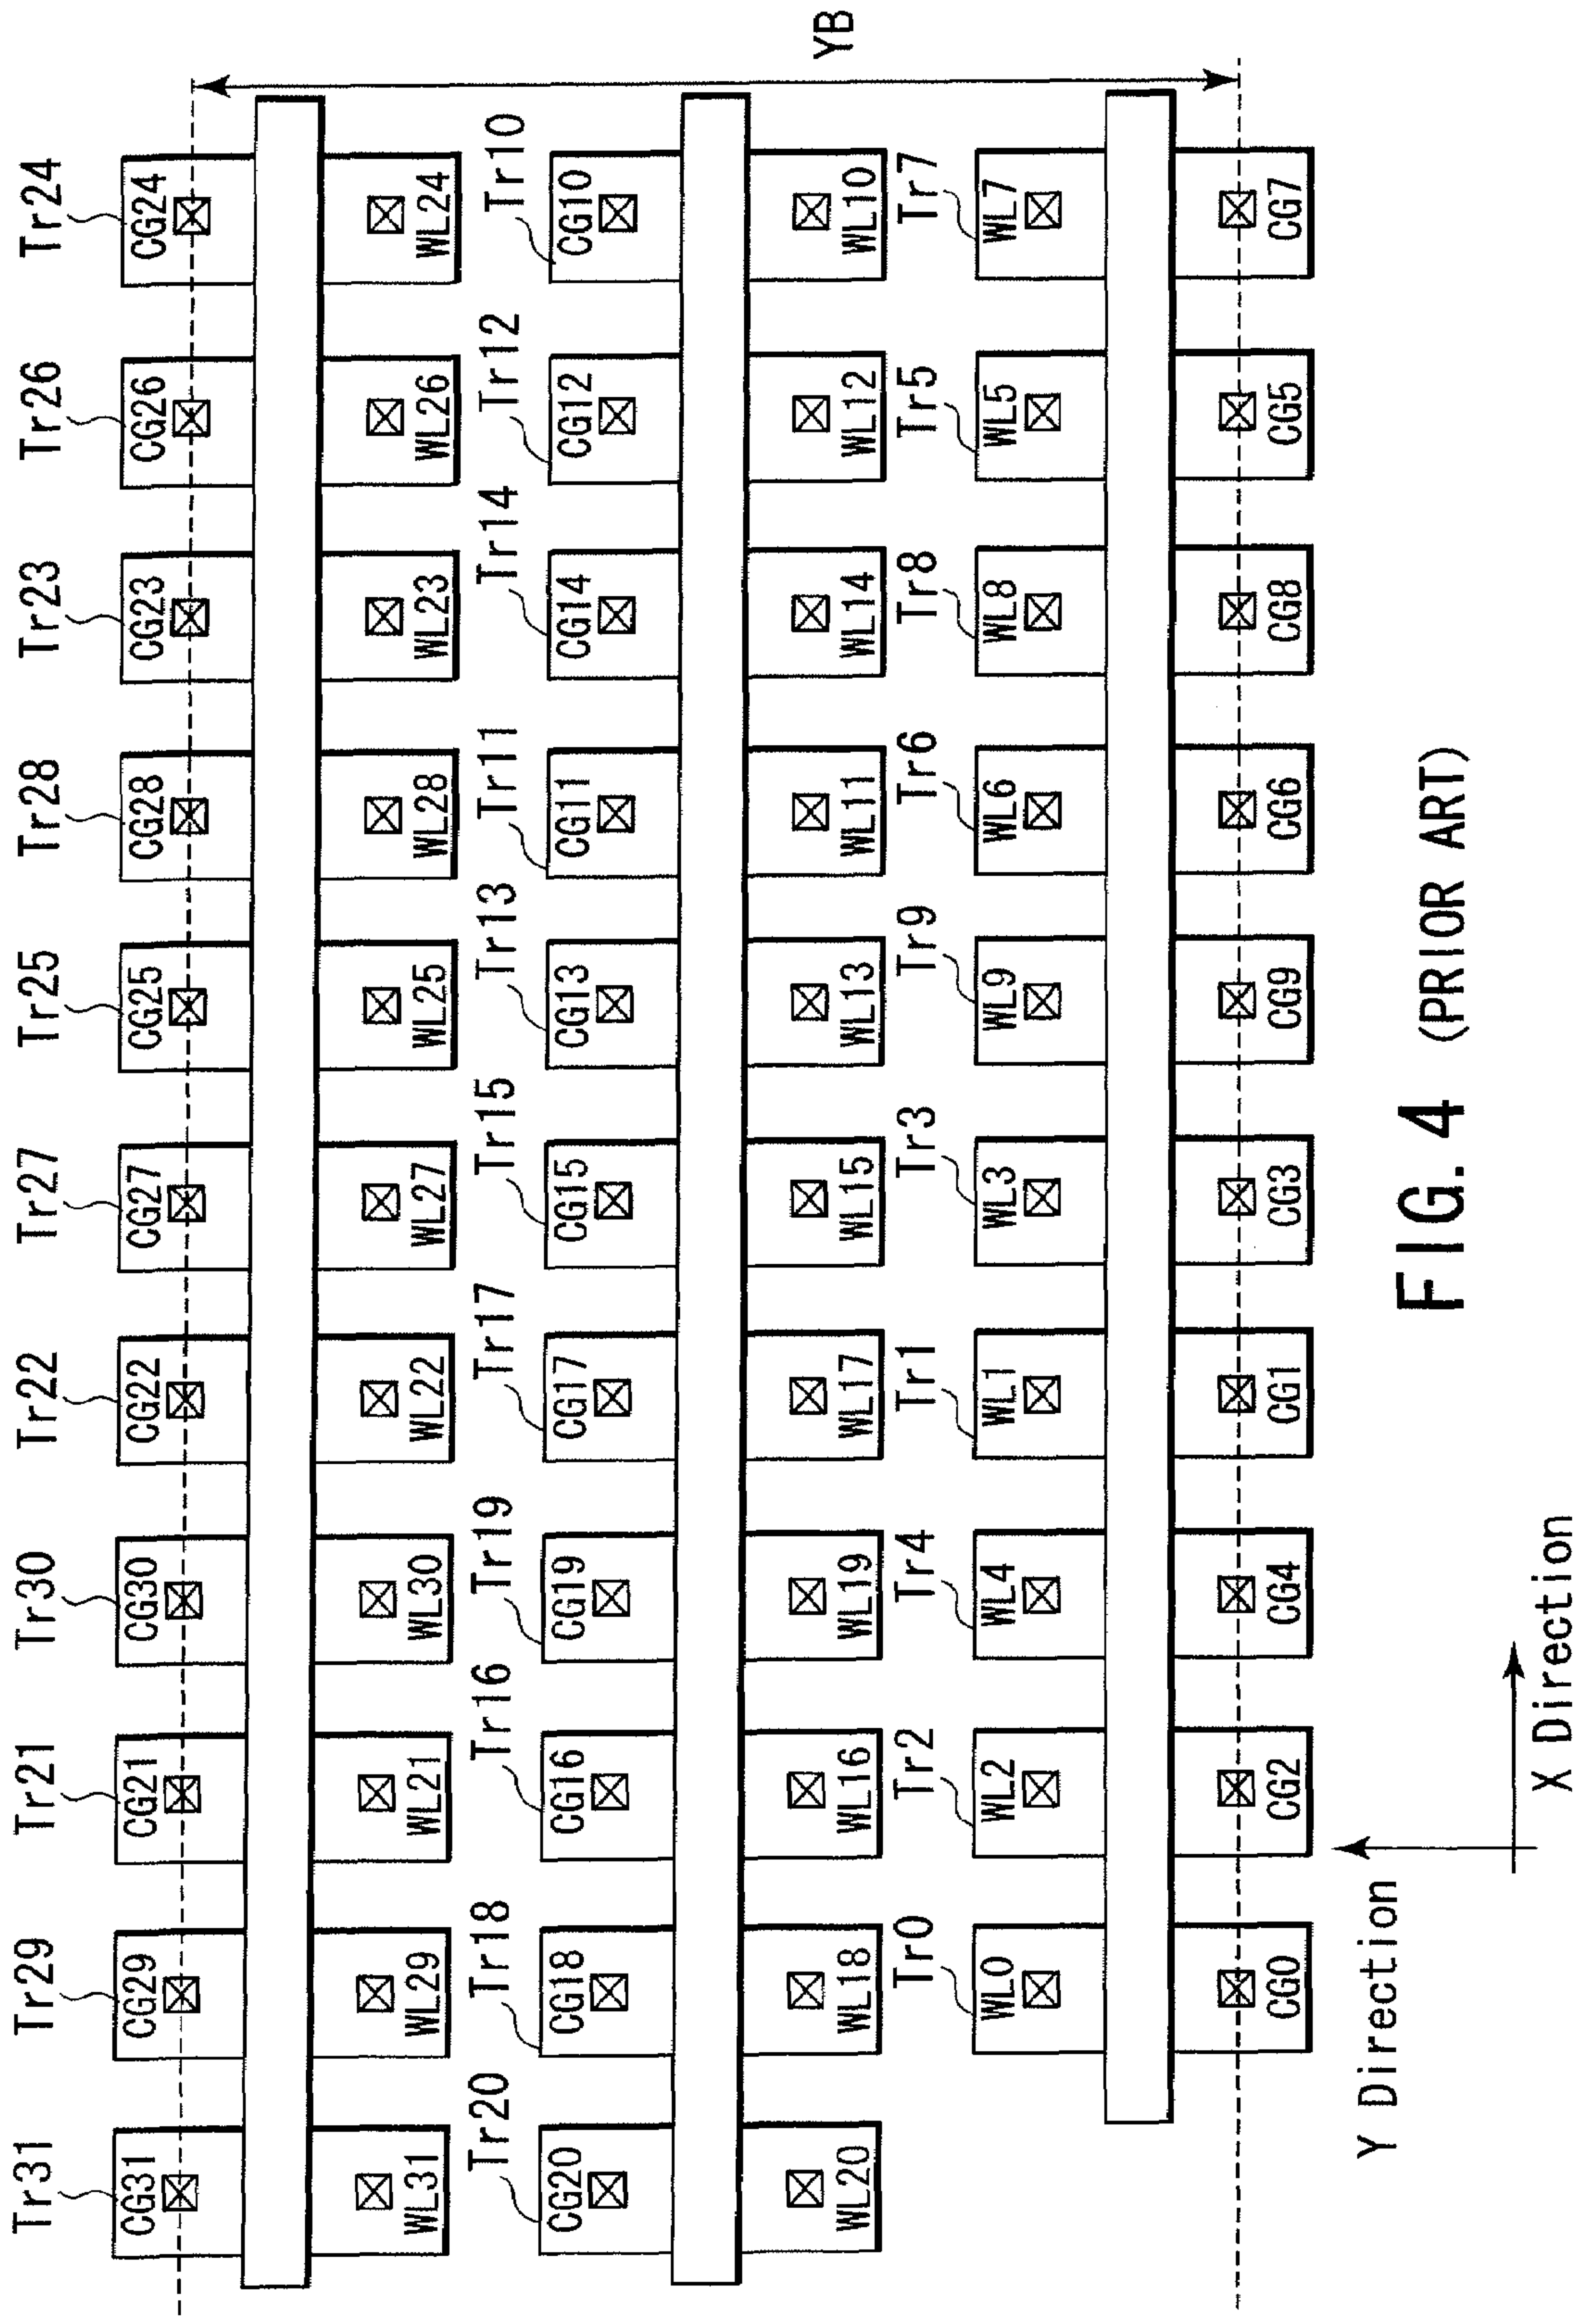 Tr31 Tr29 Tr21 Tr30 Tr22 Tr27 Tr25 Tr28 Tr23 Tr26 Tr24
CG31 CG29 CG21 CG30 CG22 CG27 CG25 CG28 CG23 CG26 CG24
WL31 WL29 WL21 WL30 WL22 WL27 WL25 WL28 WL23 WL26 WL24
Tr20 Tr18 Tr16 Tr19 Tr17 Tr15 Tr13 Tr11 Tr14 Tr12 Tr10
CG20 CG18 CG16 CG19 CG17 CG15 CG13 CG11 CG14 CG12 CG10
WL20 WL18 WL16 WL19 WL17 WL15 WL13 WL11 WL14 WL12 WL10
Tr0 Tr2 Tr4 Tr1 Tr3 Tr9 Tr6 Tr8 Tr5 Tr7
WL0 WL2 WL4 WL1 WL3 WL9 WL6 WL8 WL5 WL7
CG0 CG2 CG4 CG1 CG3 CG9 CG6 CG8 CG5 CG7
YB
Y Direction
X Direction
FIG. 4 (PRIOR ART)